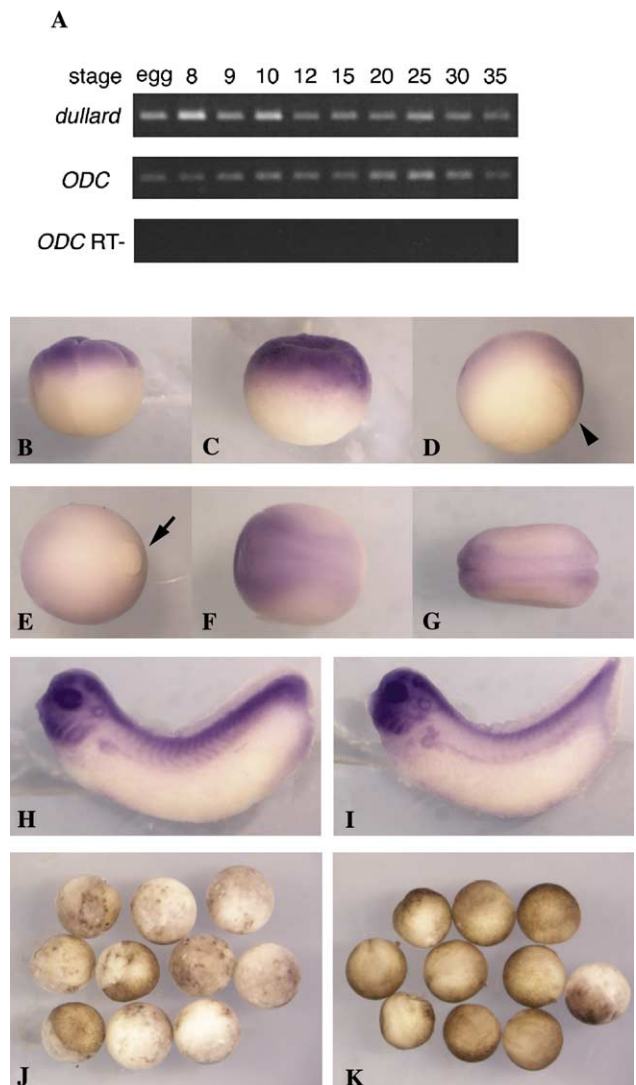 A
stage egg 8 9 10 12 15 20 25 30 35
dullard
ODC
ODC RT-
B C D
E F G
H I
J K